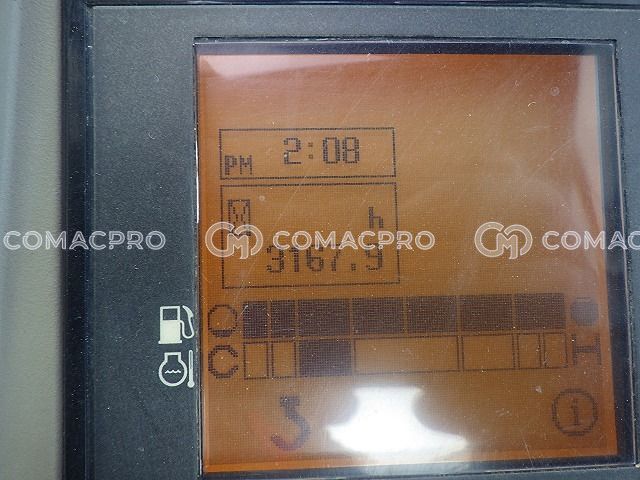 PM 2:08
h
3167.9
COMACPRO COMACPRO COMACPRO
C H
i